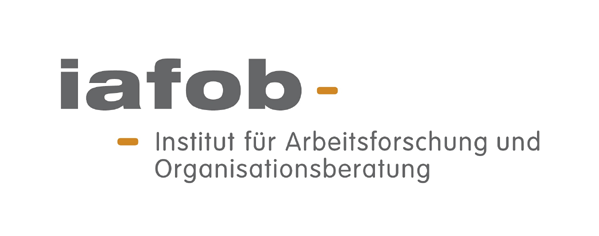 iafob
Institut für Arbeitsforschung und
Organisationsberatung